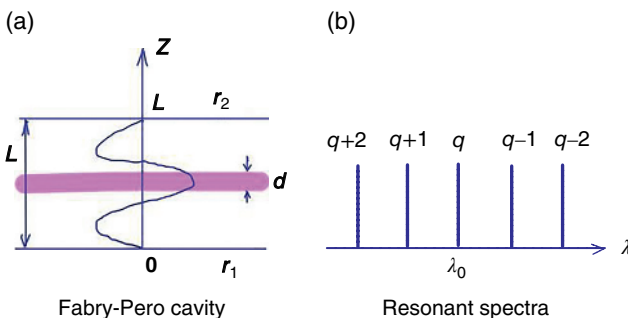 (a)
(b)
Z
L
r2
L
d
0
r1
Fabry-Pero cavity
q+2
q+1
q
q–1
q–2
λ0
λ
Resonant spectra